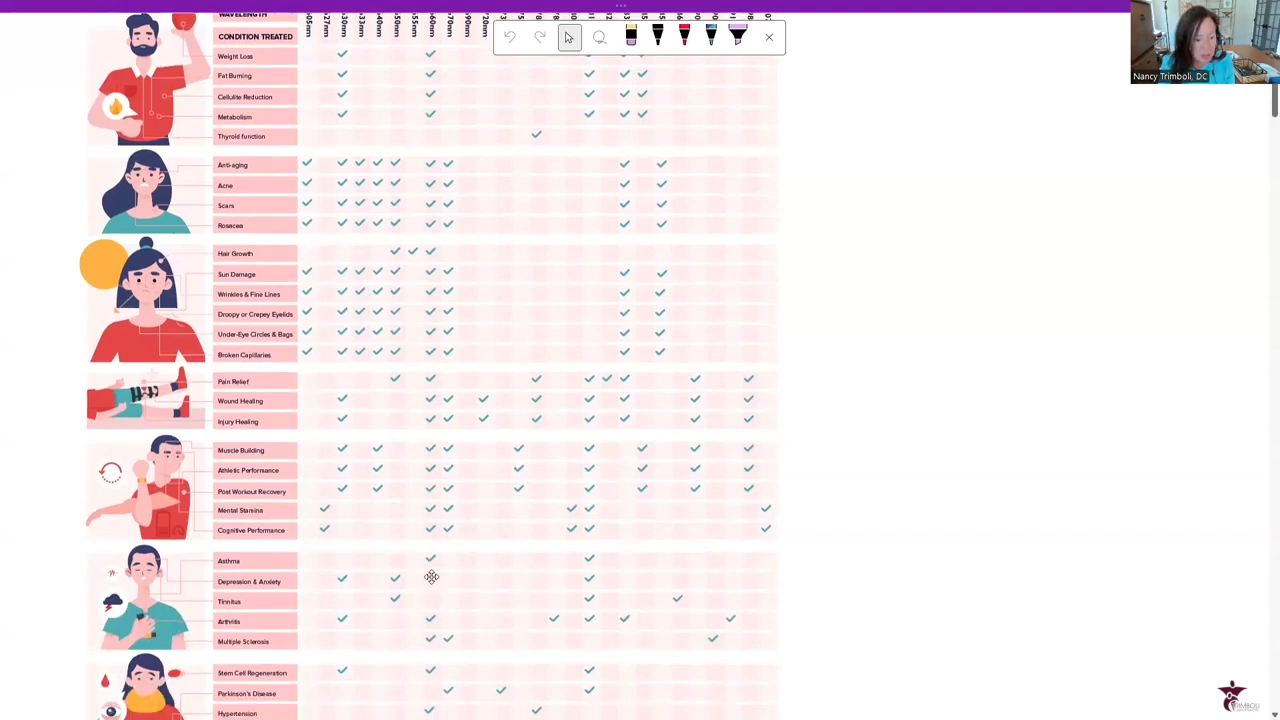 WAVELENGTH
CONDITION TREATED
Weight Loss
Fat Burning
Cellulite Reduction
Metabolism
Thyroid function
Anti-aging
Acne
Scars
Rosacea
Hair Growth
Sun Damage
Wrinkles & Fine Lines
Droopy or Crepey Eyelids
Under-Eye Circles & Bags
Broken Capillaries
Pain Relief
Wound Healing
Injury Healing
Muscle Building
Athletic Performance
Post Workout Recovery
Mental Stamina
Cognitive Performance
Asthma
Depression & Anxiety
Tinnitus
Arthritis
Multiple Sclerosis
Stem Cell Regeneration
Parkinson's Disease
Hypertension
Nancy Trimboli, DC